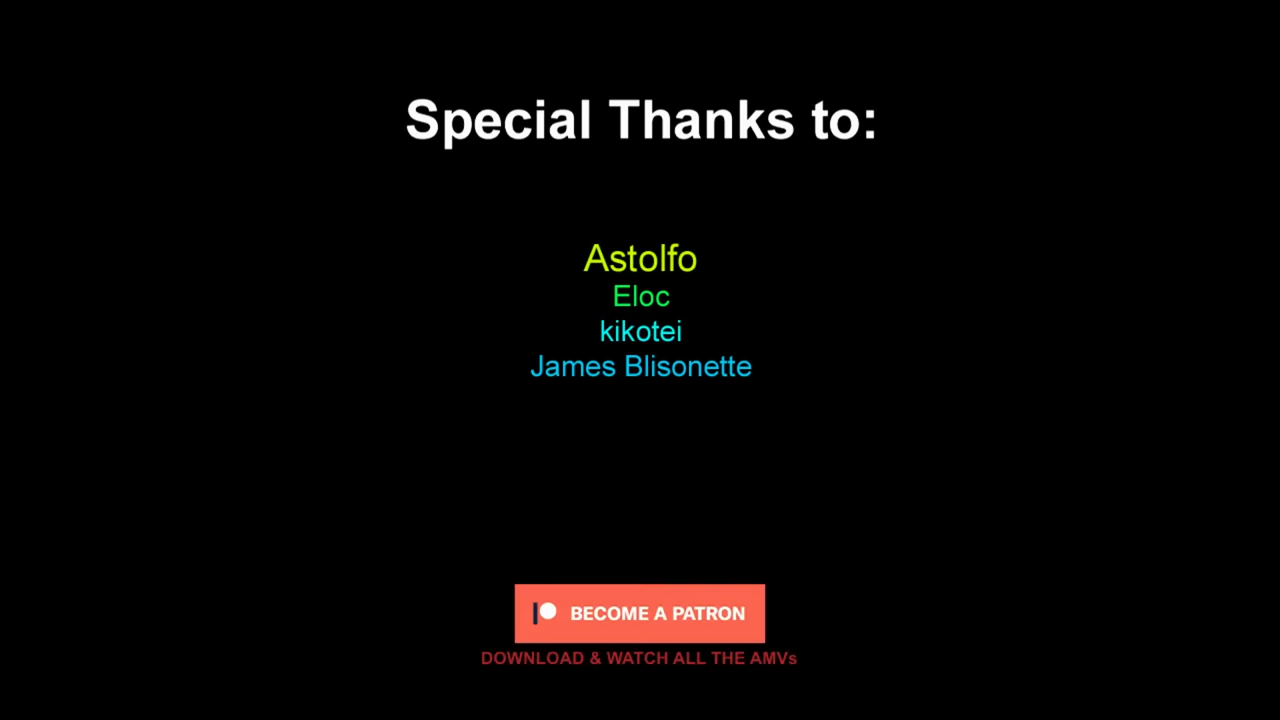 Special Thanks to:
Astolfo
Eloc
kikotei
James Blisonette
BECOME A PATRON
DOWNLOAD & WATCH ALL THE AMVs